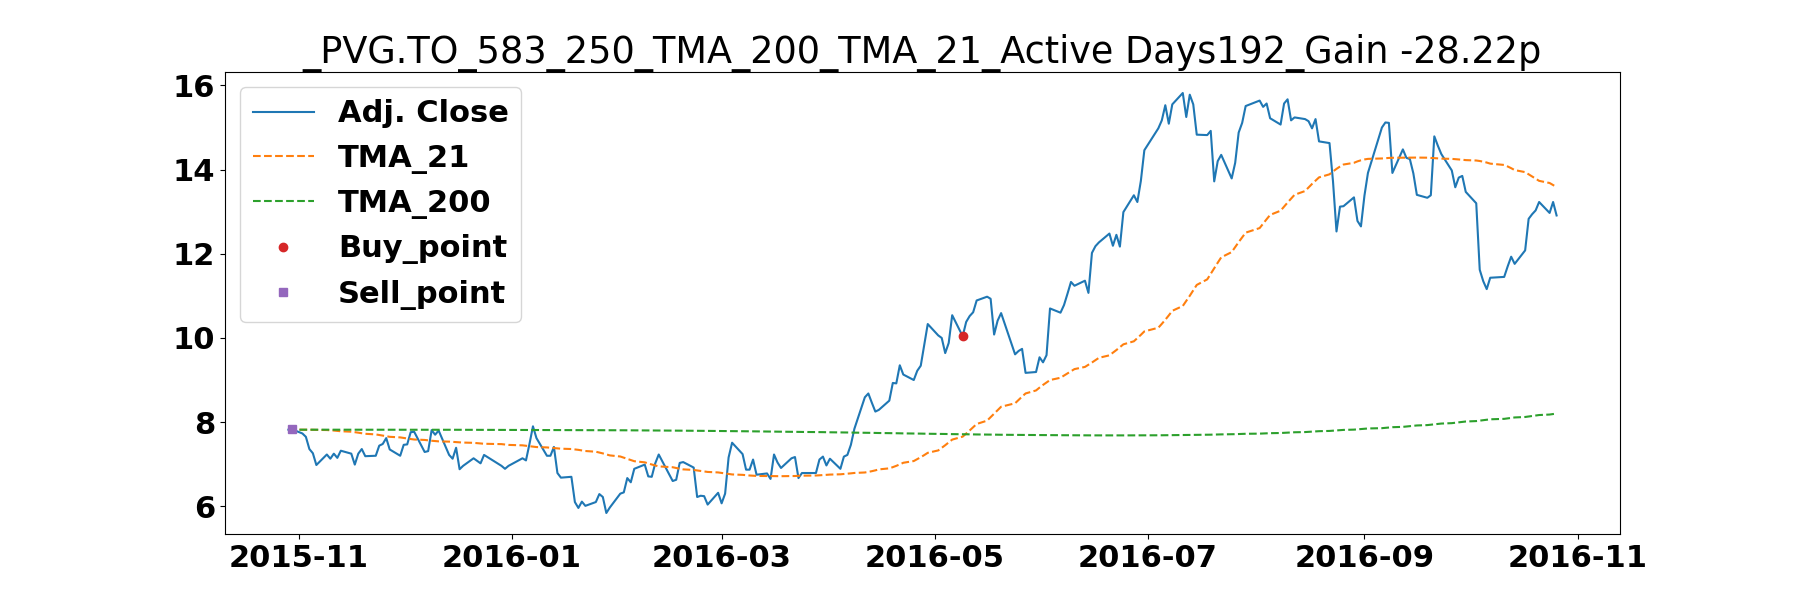 _PVG.TO_583_250_TMA_200_TMA_21_Active Days192_Gain -28.22p
16
14
12
10
8
6
Adj. Close
TMA_21
TMA_200
Buy_point
Sell_point
2015-11 2016-01 2016-03 2016-05 2016-07 2016-09 2016-11